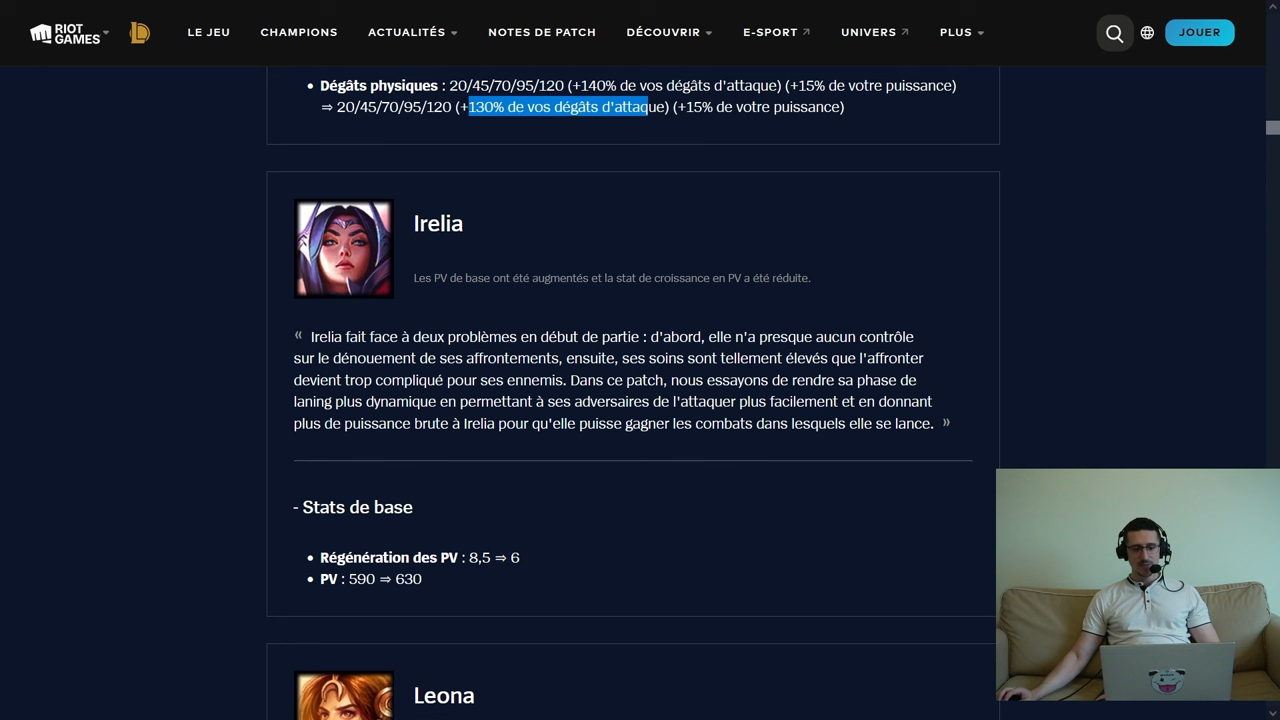 RIOT GAMES
LE JEU
CHAMPIONS
ACTUALITÉS
NOTES DE PATCH
DÉCOUVRIR
E-SPORT
UNIVERS
PLUS
JOUER
• Dégâts physiques : 20/45/70/95/120 (+140% de vos dégâts d'attaque) (+15% de votre puissance)
⇒ 20/45/70/95/120 (+130% de vos dégâts d'attaque) (+15% de votre puissance)
Irelia
Les PV de base ont été augmentés et la stat de croissance en PV a été réduite.
« Irelia fait face à deux problèmes en début de partie : d'abord, elle n'a presque aucun contrôle
sur le dénouement de ses affrontements, ensuite, ses soins sont tellement élevés que l'affronter
devient trop compliqué pour ses ennemis. Dans ce patch, nous essayons de rendre sa phase de
laning plus dynamique en permettant à ses adversaires de l'attaquer plus facilement et en donnant
plus de puissance brute à Irelia pour qu'elle puisse gagner les combats dans lesquels elle se lance. »
- Stats de base
• Régénération des PV : 8,5 ⇒ 6
• PV : 590 ⇒ 630
Leona